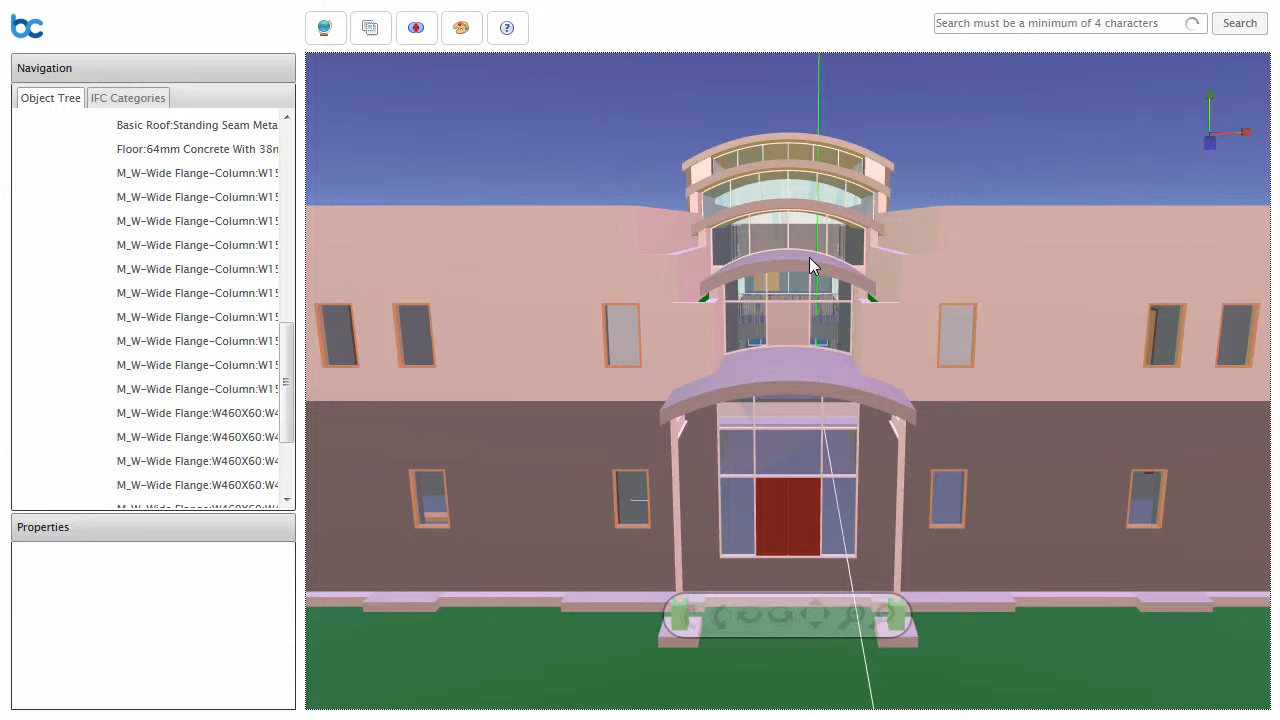 bc
Search must be a minimum of 4 characters
Search
Navigation
Object Tree
IFC Categories
Basic Roof:Standing Seam Meta
Floor:64mm Concrete With 38m
M_W-Wide Flange-Column:W15
M_W-Wide Flange-Column:W15
M_W-Wide Flange-Column:W15
M_W-Wide Flange-Column:W15
M_W-Wide Flange-Column:W15
M_W-Wide Flange-Column:W15
M_W-Wide Flange-Column:W15
M_W-Wide Flange-Column:W15
M_W-Wide Flange-Column:W15
M_W-Wide Flange-Column:W15
M_W-Wide Flange:W460X60:W4
M_W-Wide Flange:W460X60:W4
M_W-Wide Flange:W460X60:W4
M_W-Wide Flange:W460X60:W4
Properties